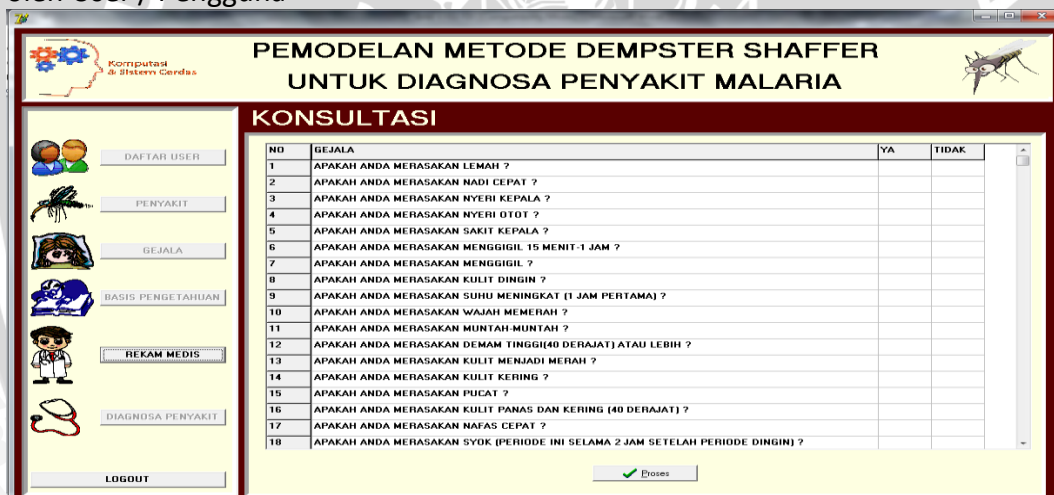 oleh User / Pengguna
Komputasi
& Sistem Cerdas
PEMODELAN METODE DEMPSTER SHAFFER
UNTUK DIAGNOSA PENYAKIT MALARIA
KONSULTASI
DAFTAR USER
PENYAKIT
GEJALA
BASIS PENGETAHUAN
REKAM MEDIS
DIAGNOSA PENYAKIT
LOGOUT
NO GEJALA YA TIDAK
1 APAKAH ANDA MERASAKAN LEMAH ?
2 APAKAH ANDA MERASAKAN NADI CEPAT ?
3 APAKAH ANDA MERASAKAN NYERI KEPALA ?
4 APAKAH ANDA MERASAKAN NYERI OTOT ?
5 APAKAH ANDA MERASAKAN SAKIT KEPALA ?
6 APAKAH ANDA MERASAKAN MENGGIGIL 15 MENIT-1 JAM ?
7 APAKAH ANDA MERASAKAN MENGGIGIL ?
8 APAKAH ANDA MERASAKAN KULIT DINGIN ?
9 APAKAH ANDA MERASAKAN SUHU MENINGKAT (1 JAM PERTAMA) ?
10 APAKAH ANDA MERASAKAN WAJAH MEMERAH ?
11 APAKAH ANDA MERASAKAN MUNTAH-MUNTAH ?
12 APAKAH ANDA MERASAKAN DEMAM TINGGI(40 DERAJAT) ATAU LEBIH ?
13 APAKAH ANDA MERASAKAN KULIT MENJADI MERAH ?
14 APAKAH ANDA MERASAKAN KULIT KERING ?
15 APAKAH ANDA MERASAKAN PUCAT ?
16 APAKAH ANDA MERASAKAN KULIT PANAS DAN KERING (40 DERAJAT) ?
17 APAKAH ANDA MERASAKAN NAFAS CEPAT ?
18 APAKAH ANDA MERASAKAN SYOK (PERIODE INI SELAMA 2 JAM SETELAH PERIODE DINGIN) ?
Proses